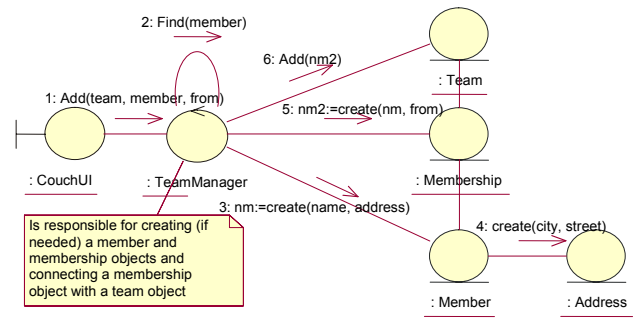 2: Find(member)
6: Add(nm2)
: Team
1: Add(team, member, from)
5: nm2:=create(nm, from)
: CouchUI
: TeamManager
: Membership
3: nm:=create(name, address)
4: create(city, street)
Is responsible for creating (if
needed) a member and
membership objects and
connecting a membership
object with a team object
: Member
: Address